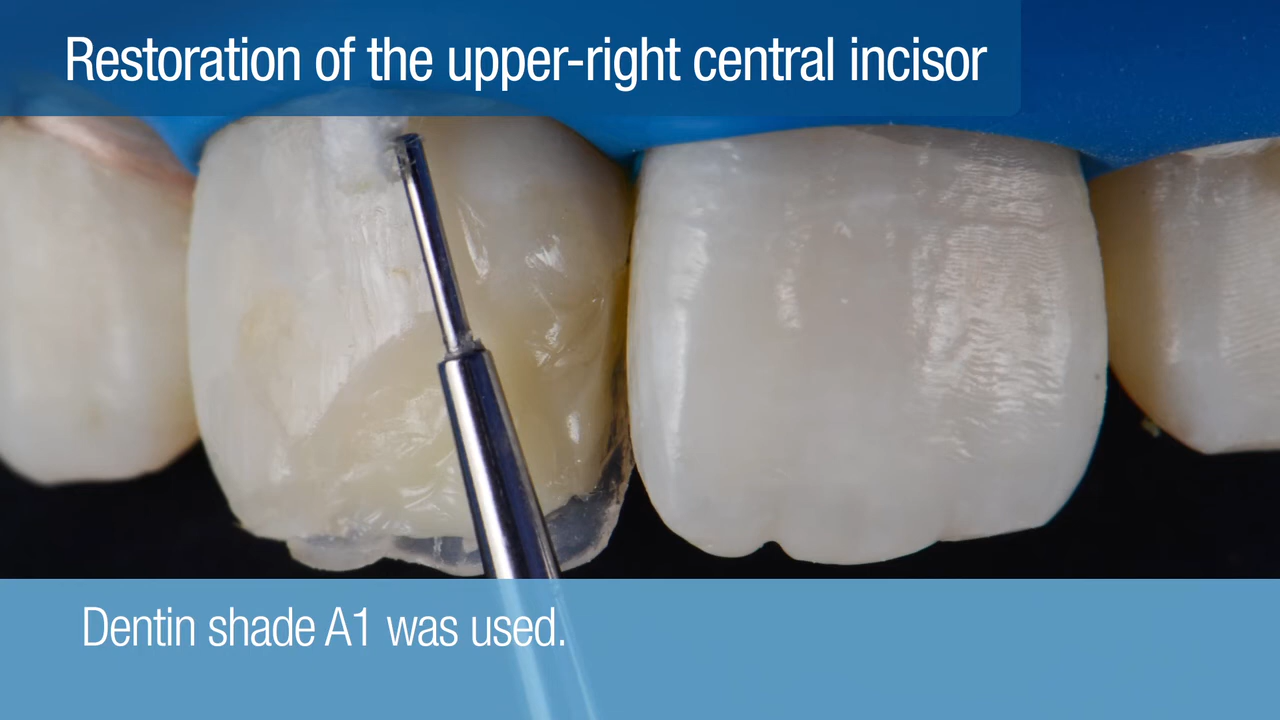 Restoration of the upper-right central incisor
Dentin shade A1 was used.